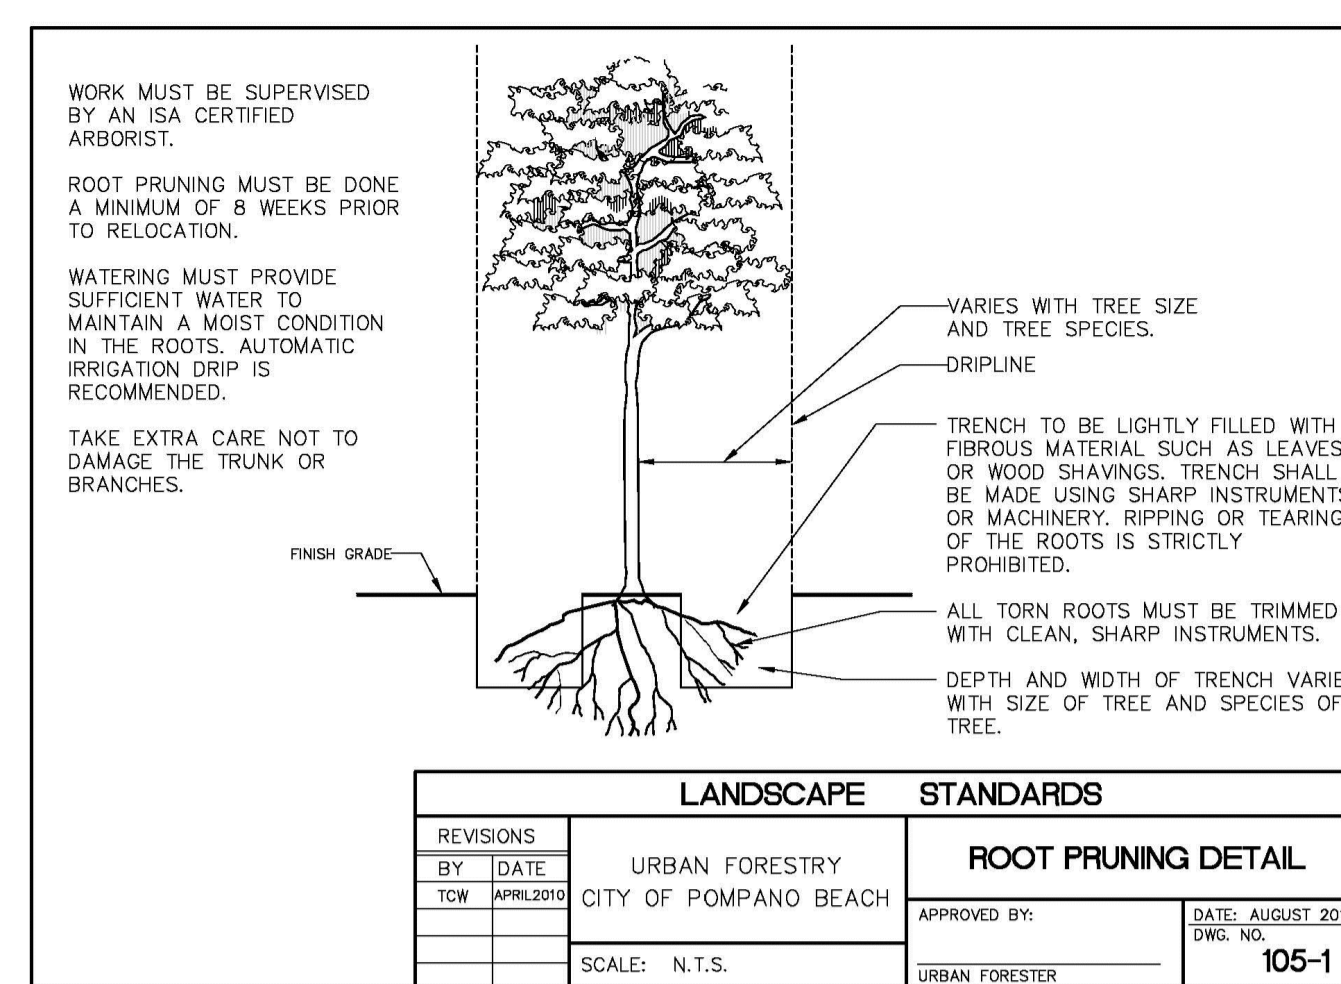 WORK MUST BE SUPERVISED
BY AN ISA CERTIFIED
ARBORIST.
ROOT PRUNING MUST BE DONE
A MINIMUM OF 8 WEEKS PRIOR
TO RELOCATION.
WATERING MUST PROVIDE
SUFFICIENT WATER TO
MAINTAIN A MOIST CONDITION
IN THE ROOTS. AUTOMATIC
IRRIGATION DRIP IS
RECOMMENDED.
TAKE EXTRA CARE NOT TO
DAMAGE THE TRUNK OR
BRANCHES.
FINISH GRADE
VARIES WITH TREE SIZE
AND TREE SPECIES.
DRIPLINE
TRENCH TO BE LIGHTLY FILLED WITH
FIBROUS MATERIAL SUCH AS LEAVES
OR WOOD SHAVINGS. TRENCH SHALL
BE MADE USING SHARP INSTRUMENTS
OR MACHINERY. RIPPING OR TEARING
OF THE ROOTS IS STRICTLY
PROHIBITED.
ALL TORN ROOTS MUST BE TRIMMED
WITH CLEAN, SHARP INSTRUMENTS.
DEPTH AND WIDTH OF TRENCH VARIE
WITH SIZE OF TREE AND SPECIES OF
TREE.
LANDSCAPE STANDARDS
REVISIONS
BY DATE
TCW APRIL2010
URBAN FORESTRY
CITY OF POMPANO BEACH
SCALE: N.T.S.
ROOT PRUNING DETAIL
APPROVED BY:
URBAN FORESTER
DATE: AUGUST 20
DWG. NO.
105-1